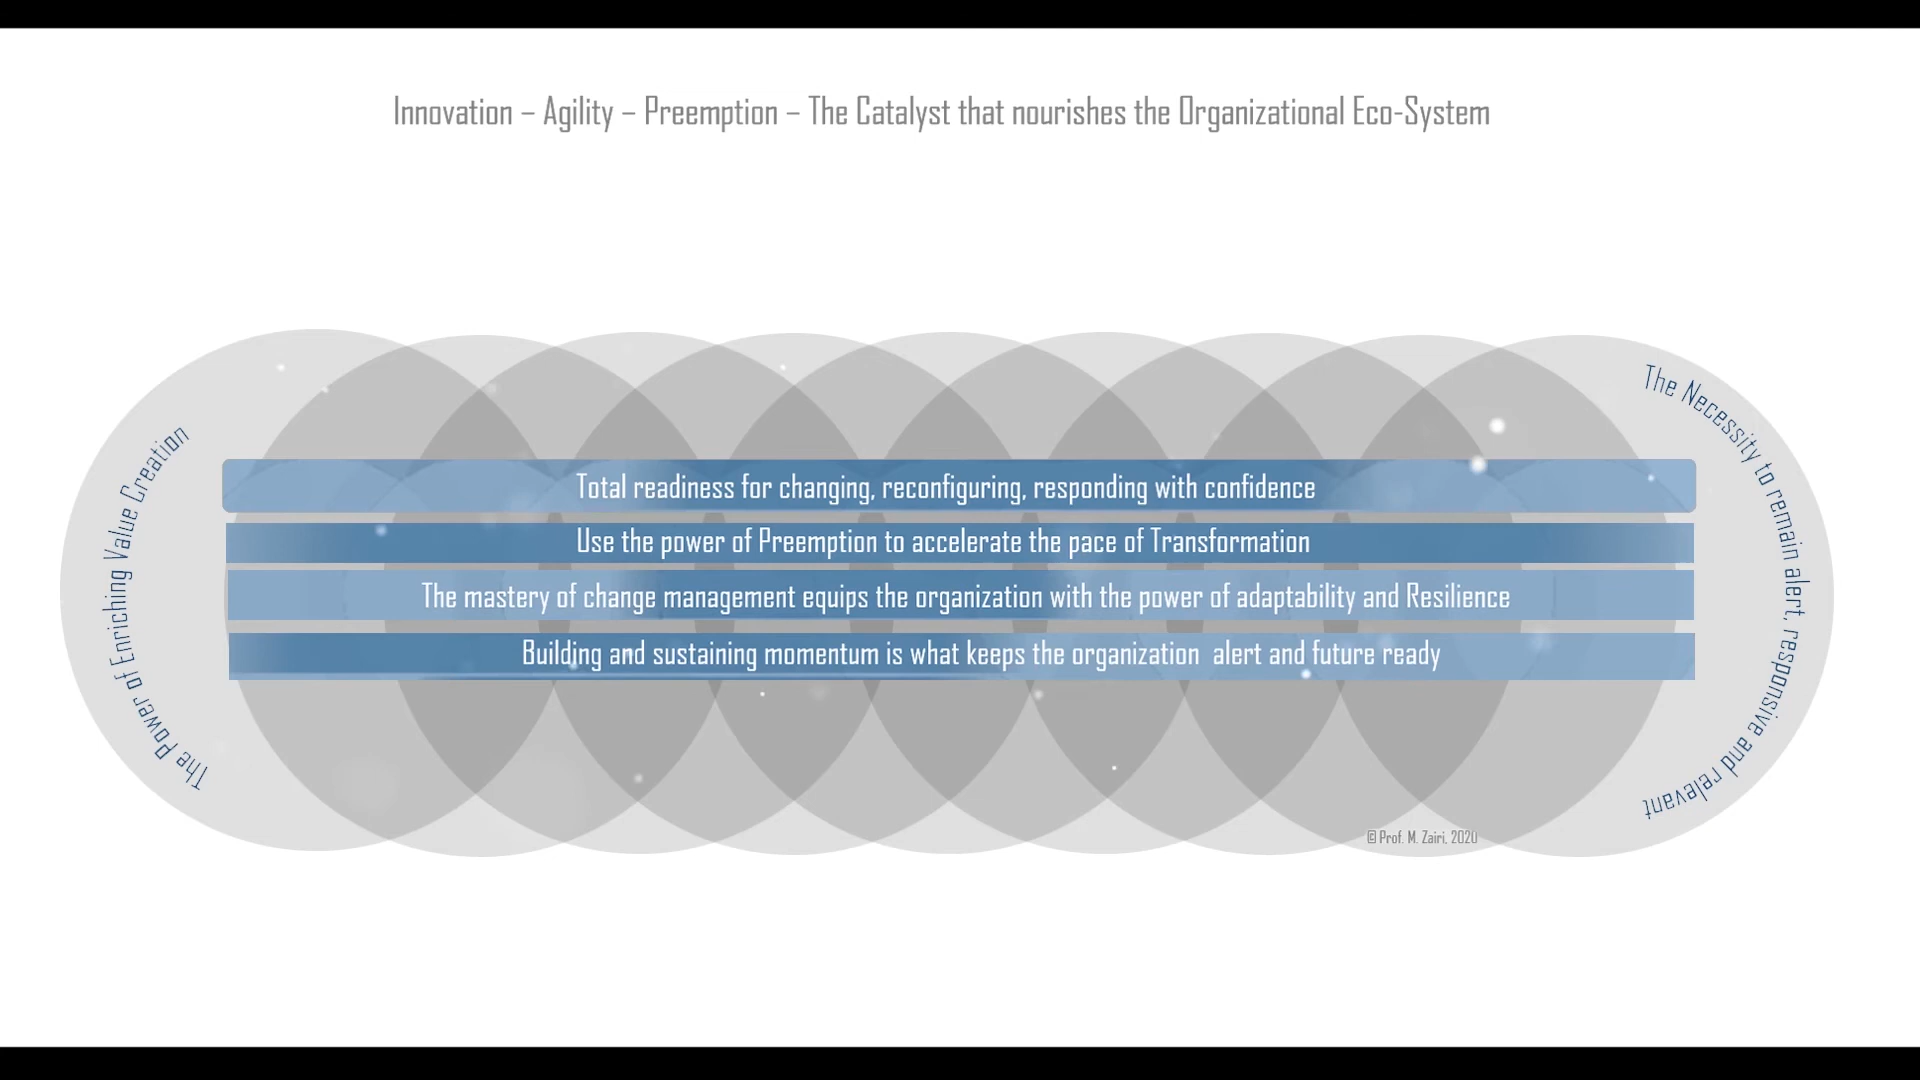 Innovation – Agility – Preemption – The Catalyst that nourishes the Organizational Eco-System
The Power of Enriching Value Creation
Total readiness for changing, reconfiguring, responding with confidence
Use the power of Preemption to accelerate the pace of Transformation
The mastery of change management equips the organization with the power of adaptability and Resilience
Building and sustaining momentum is what keeps the organization alert and future ready
The Necessity to remain alert, responsive and relevant
© Prof. M. Zairi, 2020